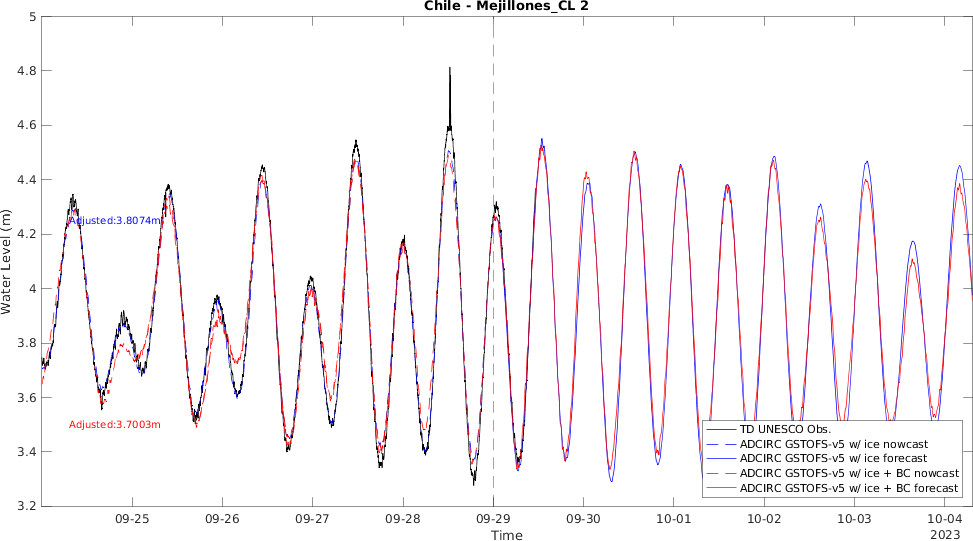 Chile - Mejillones_CL 2
5
4.8
4.6
4.4
4.2
4
3.8
3.6
3.4
3.2
Water Level (m)
Adjusted:3.8074m
Adjusted:3.7003m
TD UNESCO Obs.
ADCIRC GSTOFS-v5 w/ ice nowcast
ADCIRC GSTOFS-v5 w/ ice forecast
ADCIRC GSTOFS-v5 w/ ice + BC nowcast
ADCIRC GSTOFS-v5 w/ ice + BC forecast
09-25 09-26 09-27 09-28 09-29 09-30 10-01 10-02 10-03 10-04
Time
2023